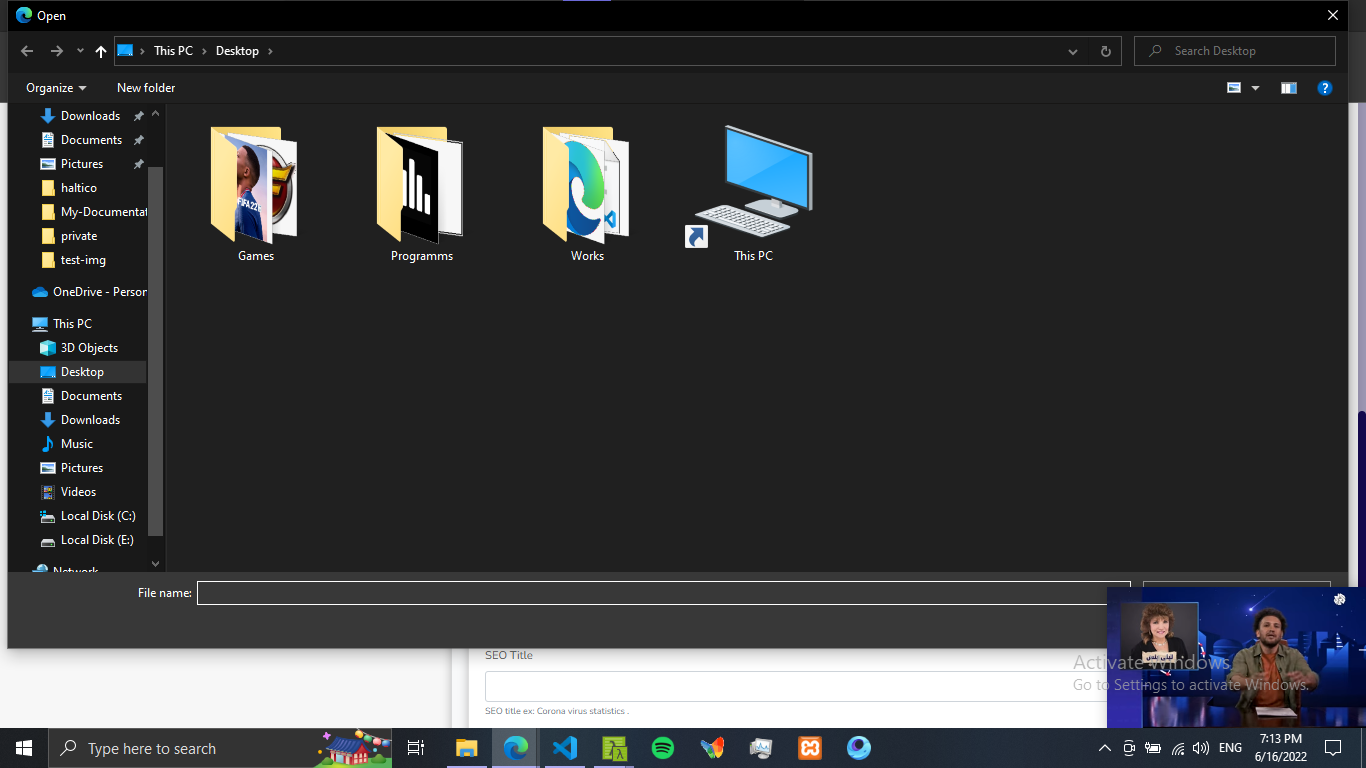 Open
This PC
Desktop
Search Desktop
Organize
New folder
Downloads
Documents
Pictures
haltico
My-Documentat
private
test-img
OneDrive - Person
This PC
3D Objects
Desktop
Documents
Downloads
Music
Pictures
Videos
Local Disk (C:)
Local Disk (E:)
Network
FIFA 22
Games
Programms
Works
This PC
File name:
SEO Title
SEO title ex: Corona virus statistics .
Activate Windows
Go to Settings to activate Windows.
Type here to search
ENG
7:13 PM
6/16/2022